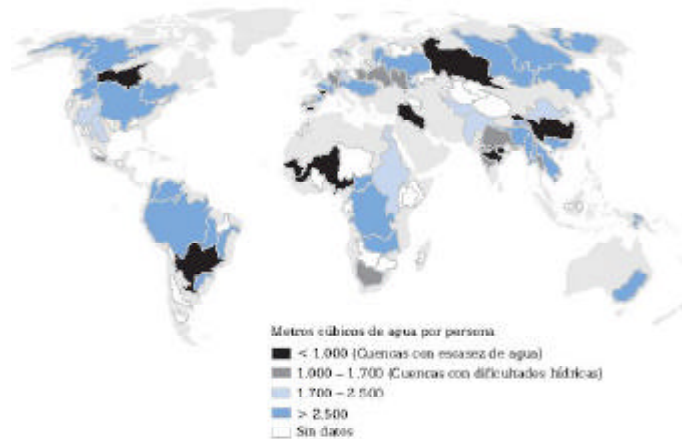 Metros cúbicos de agua por persona
< 1.000 (Cuencas con escasez de agua)
1.000 – 1.700 (Cuencas con dificultades hídricas)
1.700 – 2.500
> 2.500
Sin datos